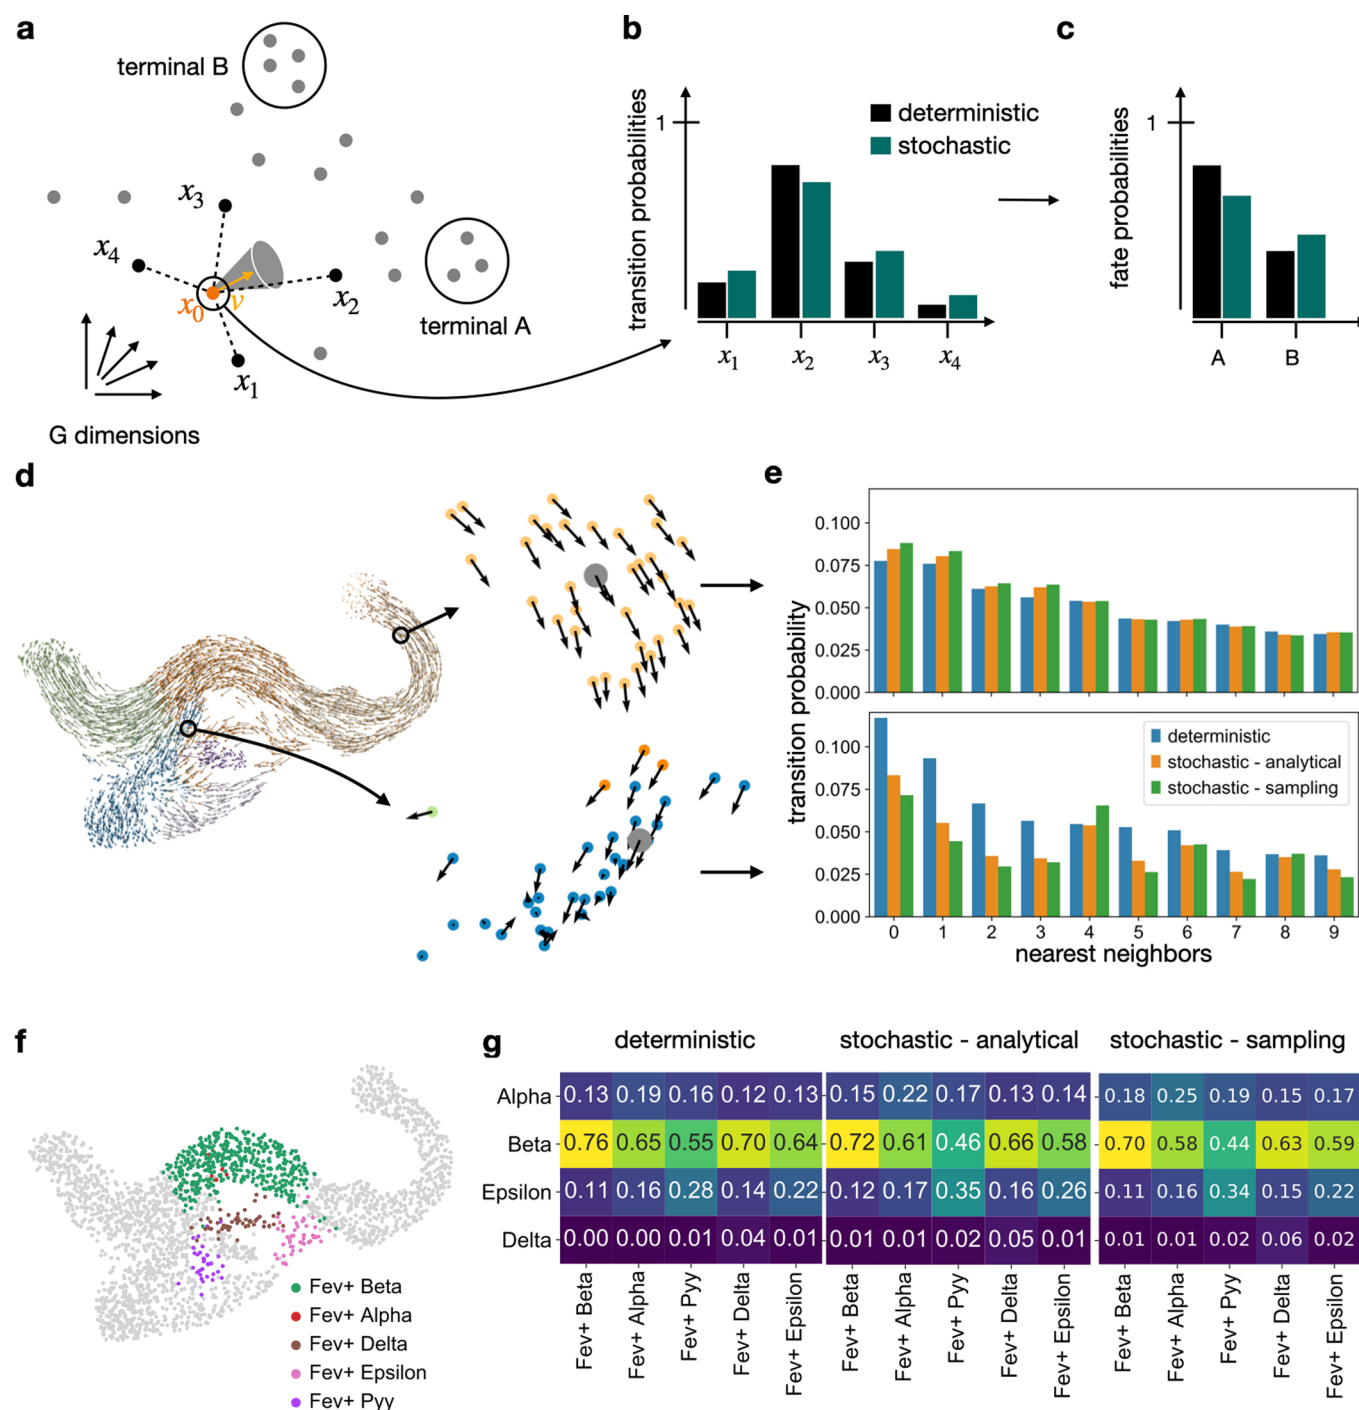 a
terminal B
x3
x4
x0
v
x2
x1
terminal A
G dimensions
b
transition probabilities
1
deterministic
stochastic
x1 x2 x3 x4
c
fate probabilities
1
A B
d
e
transition probability
0.100
0.075
0.050
0.025
0.000
deterministic
stochastic - analytical
stochastic - sampling
0.100
0.075
0.050
0.025
0.000
0 1 2 3 4 5 6 7 8 9
nearest neighbors
f
Fev+ Beta
Fev+ Alpha
Fev+ Delta
Fev+ Epsilon
Fev+ Pyy
g
deterministic stochastic - analytical stochastic - sampling
Alpha 0.13 0.19 0.16 0.12 0.13 0.15 0.22 0.17 0.13 0.14 0.18 0.25 0.19 0.15 0.17
Beta 0.76 0.65 0.55 0.70 0.64 0.72 0.61 0.46 0.66 0.58 0.70 0.58 0.44 0.63 0.59
Epsilon 0.11 0.16 0.28 0.14 0.22 0.12 0.17 0.35 0.16 0.26 0.11 0.16 0.34 0.15 0.22
Delta 0.00 0.00 0.01 0.04 0.01 0.01 0.01 0.02 0.05 0.01 0.01 0.01 0.02 0.06 0.02
Fev+ Beta Fev+ Alpha Fev+ Pyy Fev+ Delta Fev+ Epsilon Fev+ Beta Fev+ Alpha Fev+ Pyy Fev+ Delta Fev+ Epsilon Fev+ Beta Fev+ Alpha Fev+ Pyy Fev+ Delta Fev+ Epsilon